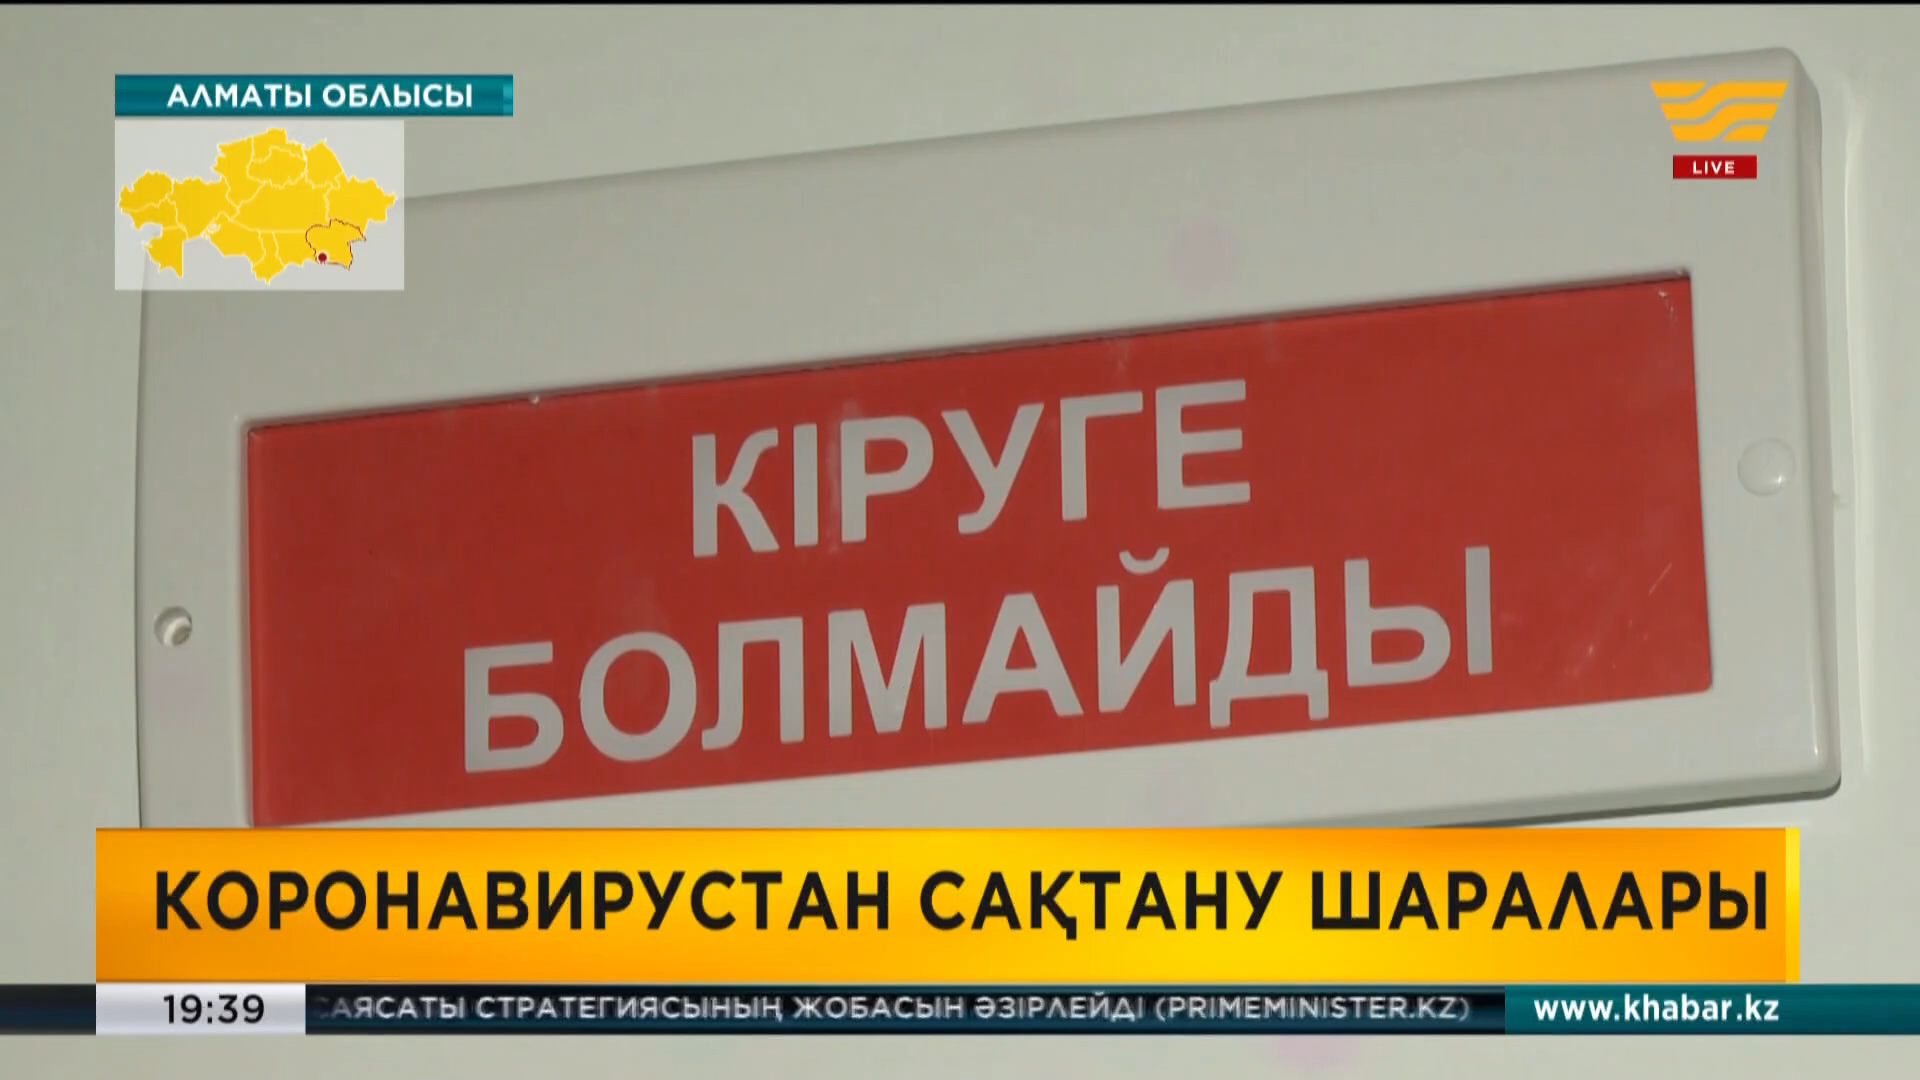 АЛМАТЫ ОБЛЫСЫ
LIVE
КІРУГЕ
БОЛМАЙДЫ
КОРОНАВИРУСТАН САҚТАНУ ШАРАЛАРЫ
19:39
САЯСАТЫ СТРАТЕГИЯСЫНЫҢ ЖОБАСЫН ӘЗІРЛЕЙДІ (PRIMEMINISTER.KZ)
www.khabar.kz